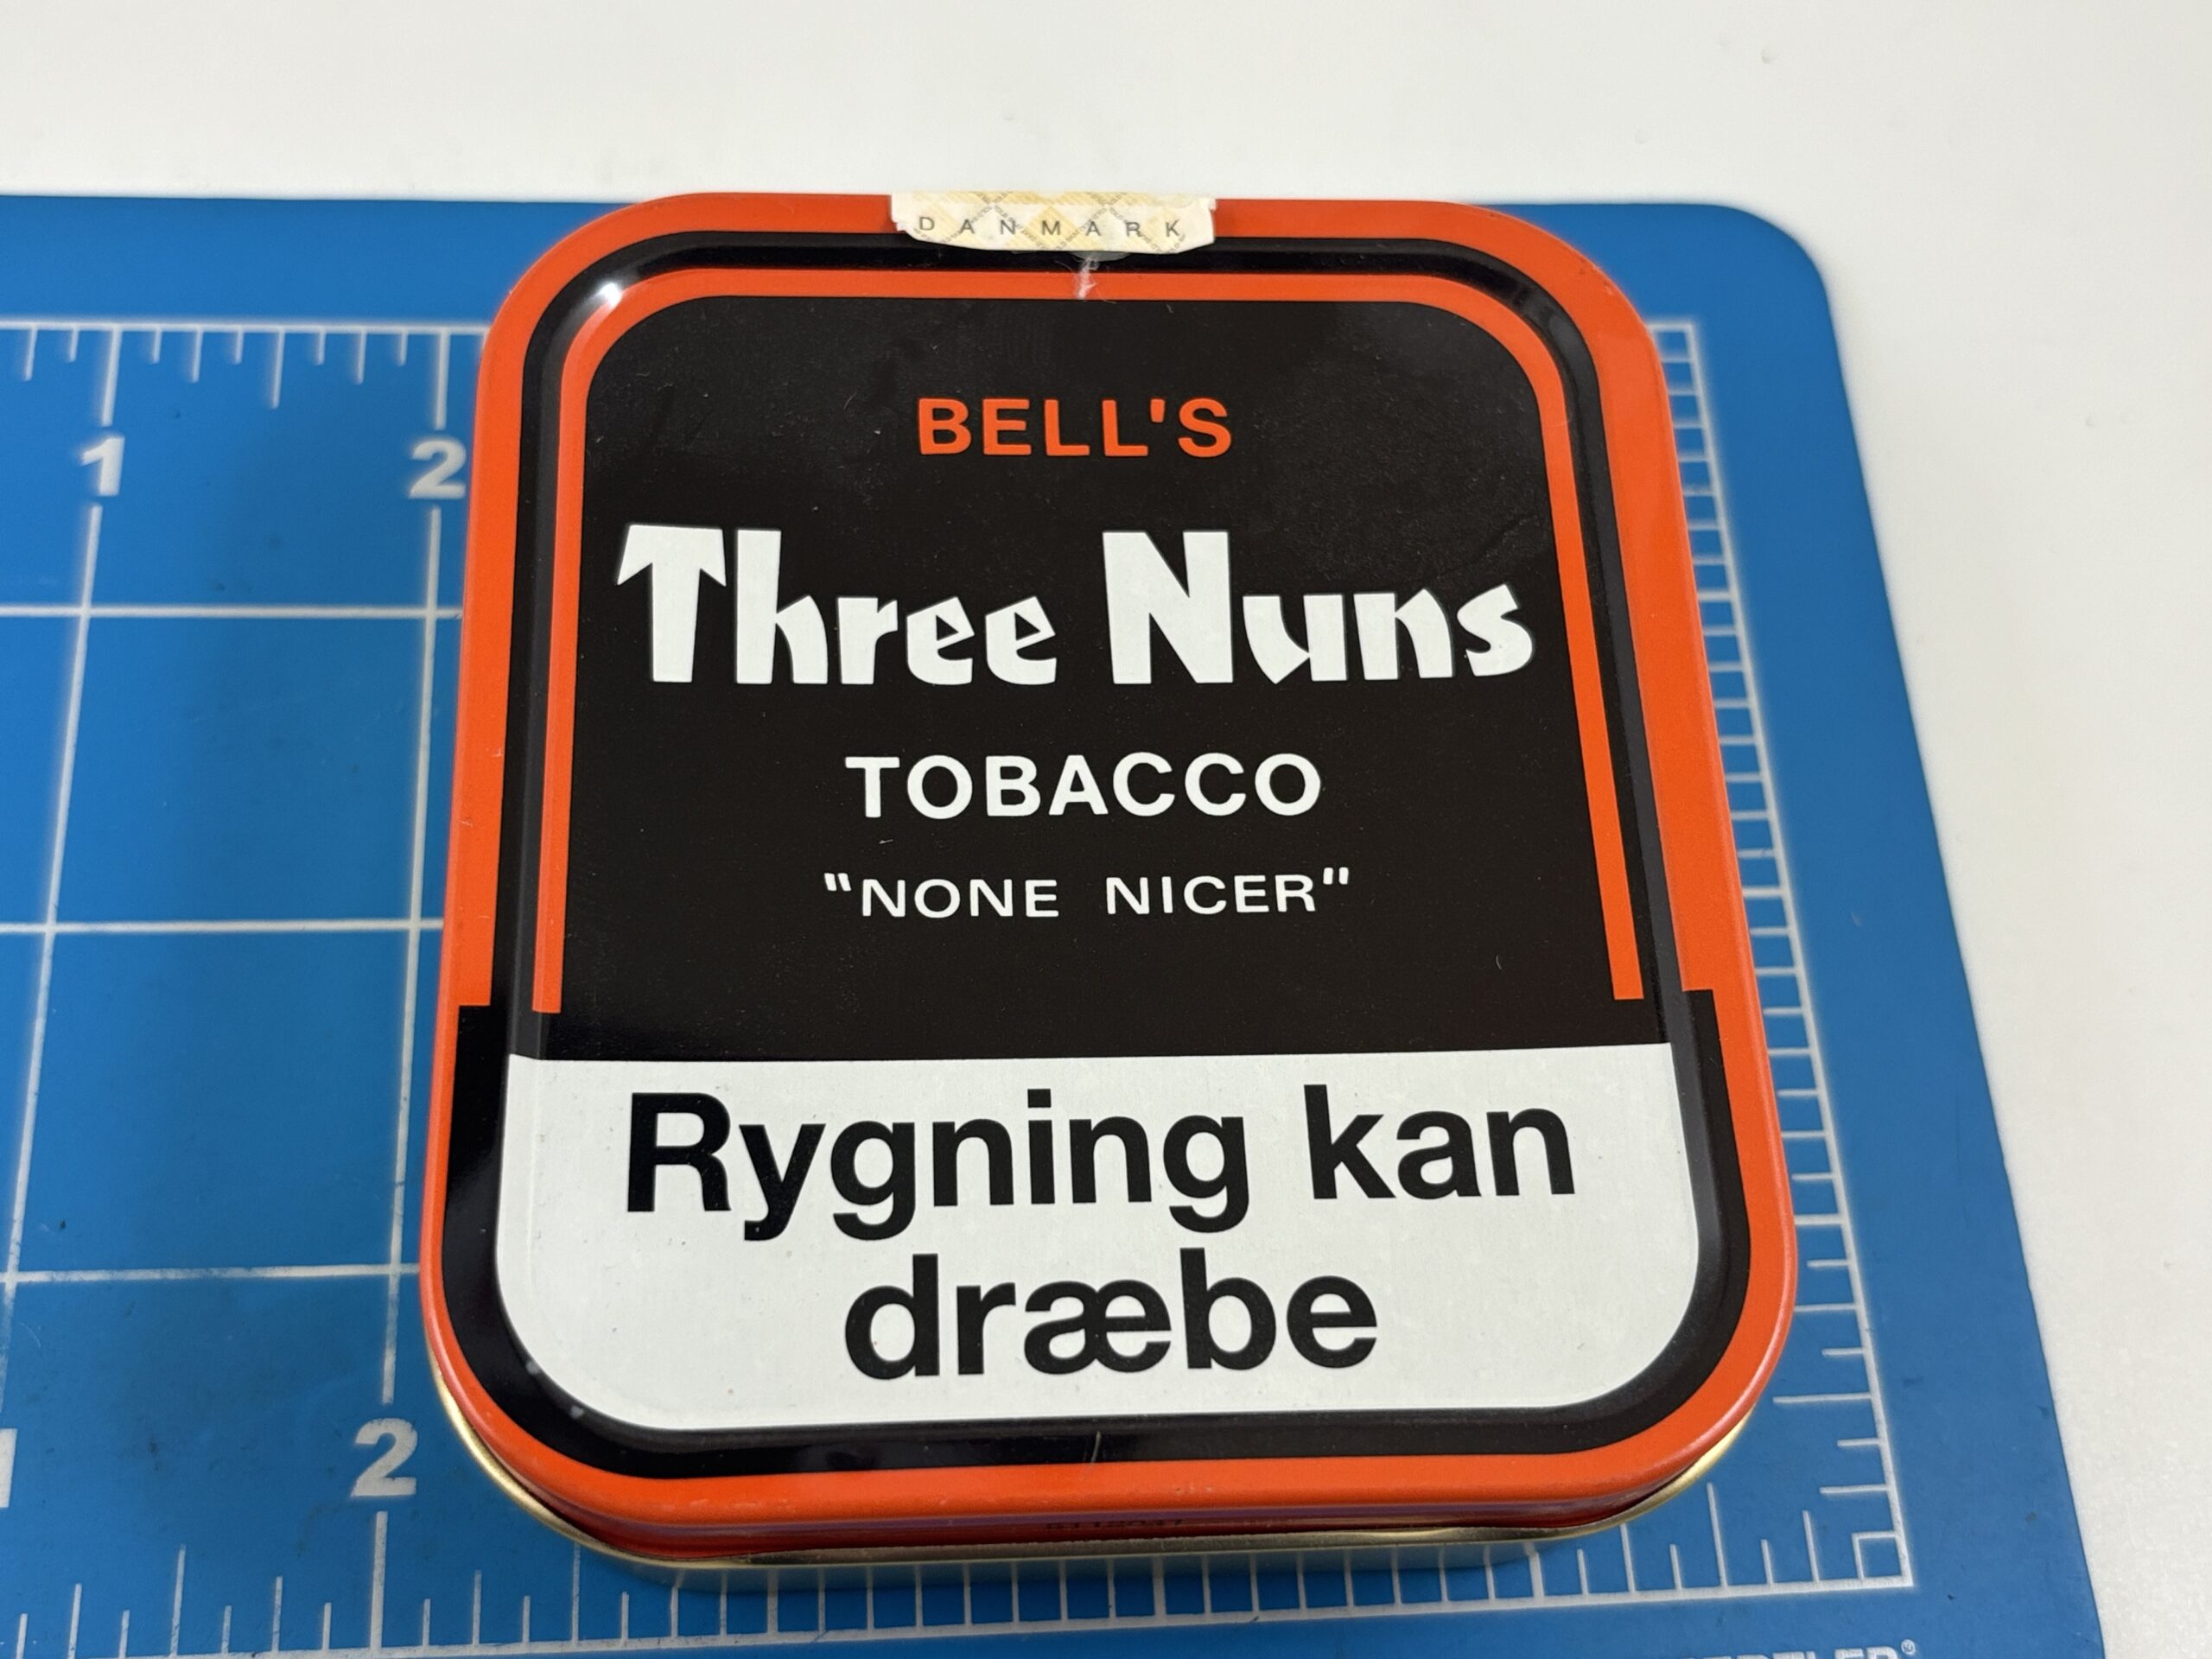 DANMARK
BELL'S
Three Nuns
TOBACCO
"NONE NICER"
Rygning kan
dræbe
1 2
2